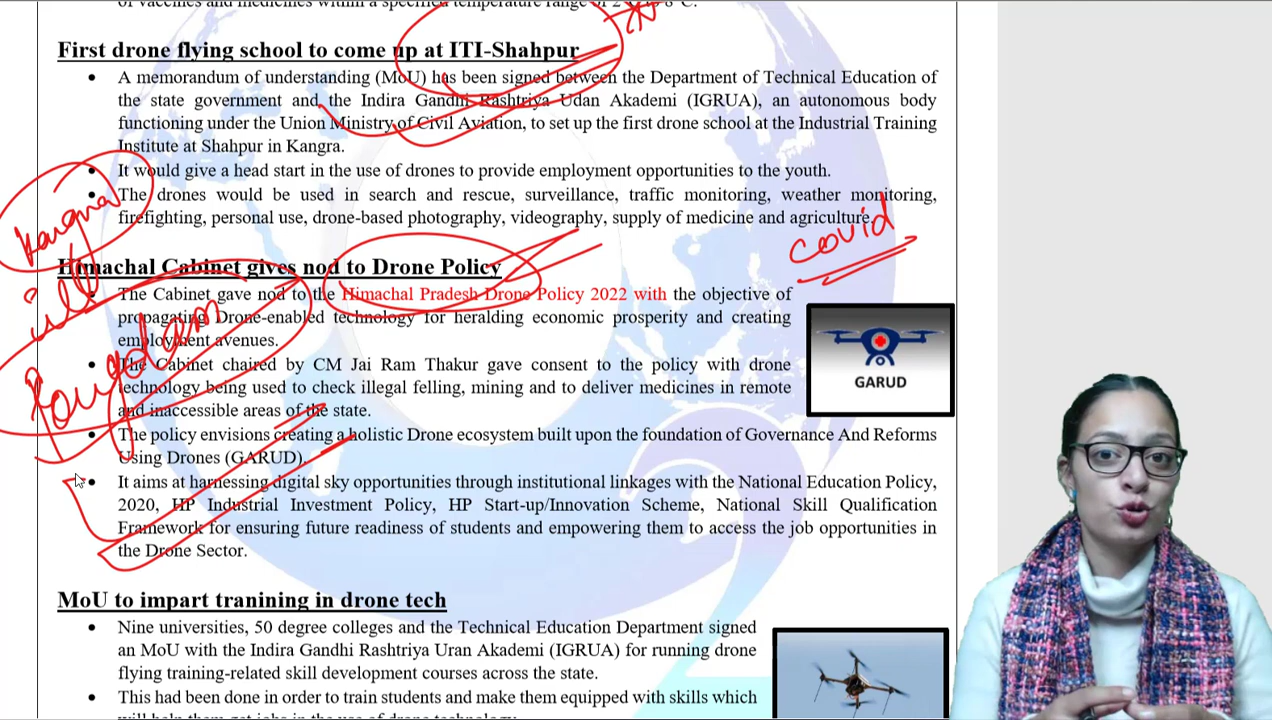 of vaccines and medicines within a specified temperature range of 2
First drone flying school to come up at ITI-Shahpur
A memorandum of understanding (MoU) has been signed between the Department of Technical Education of
the state government and the Indira Gandhi Rashtriya Udan Akademi (IGRUA), an autonomous body
functioning under the Union Ministry of Civil Aviation, to set up the first drone school at the Industrial Training
Institute at Shahpur in Kangra.
It would give a head start in the use of drones to provide employment opportunities to the youth.
The drones would be used in search and rescue, surveillance, traffic monitoring, weather monitoring,
firefighting, personal use, drone-based photography, videography, supply of medicine and agriculture.
Kangra
covid
Himachal Cabinet gives nod to Drone Policy
The Cabinet gave nod to the Himachal Pradesh Drone Policy 2022 with the objective of
propagating Drone-enabled technology for heralding economic prosperity and creating
employment avenues.
The Cabinet chaired by CM Jai Ram Thakur gave consent to the policy with drone
technology being used to check illegal felling, mining and to deliver medicines in remote
and inaccessible areas of the state.
GARUD
The policy envisions creating a holistic Drone ecosystem built upon the foundation of Governance And Reforms
Using Drones (GARUD).
It aims at harnessing digital sky opportunities through institutional linkages with the National Education Policy,
2020, HP Industrial Investment Policy, HP Start-up/Innovation Scheme, National Skill Qualification
Framework for ensuring future readiness of students and empowering them to access the job opportunities in
the Drone Sector.
MoU to impart tranining in drone tech
Nine universities, 50 degree colleges and the Technical Education Department signed
an MoU with the Indira Gandhi Rashtriya Uran Akademi (IGRUA) for running drone
flying training-related skill development courses across the state.
This had been done in order to train students and make them equipped with skills which